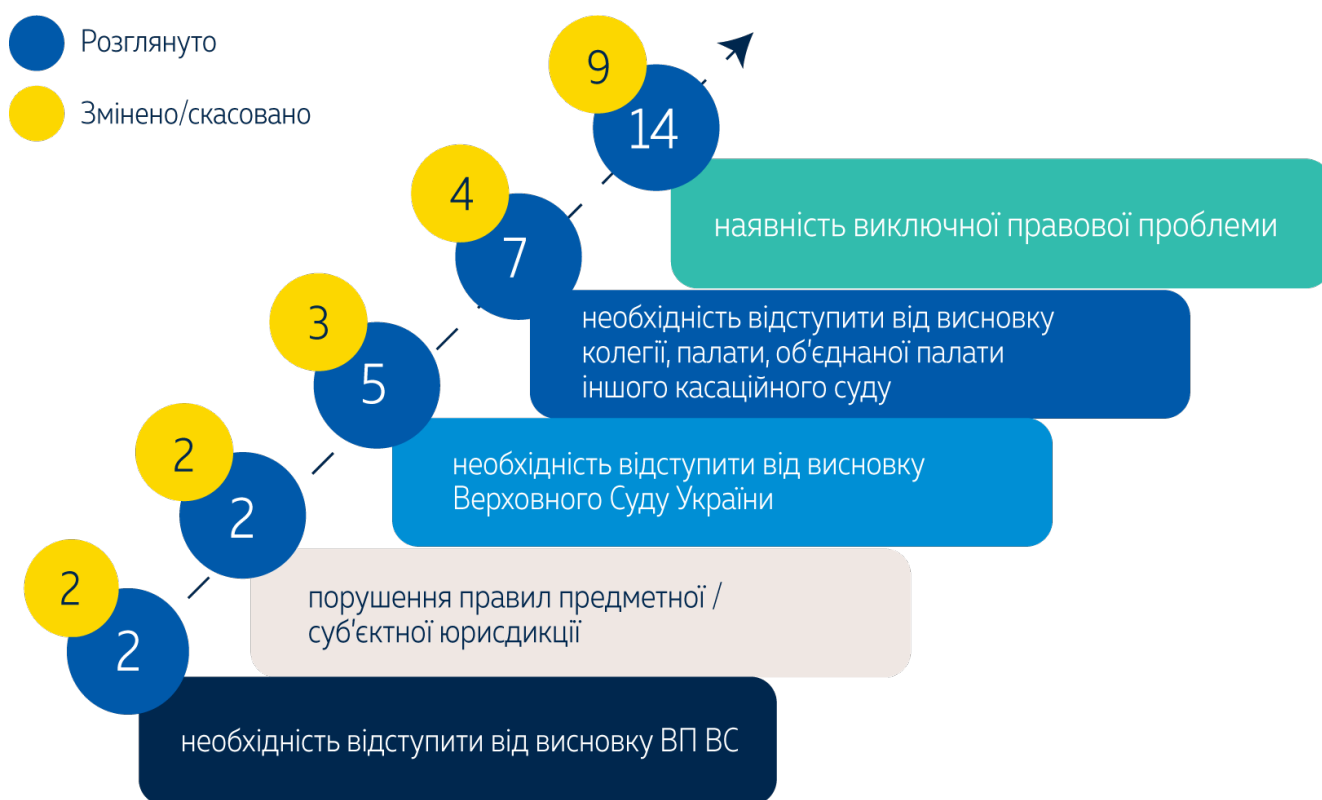 Розглянуто
Змінено/скасовано
9
14
наявність виключної правової проблеми
4
7
необхідність відступити від висновку
колегії, палати, об’єднаної палати
іншого касаційного суду
3
5
необхідність відступити від висновку
Верховного Суду України
2
2
порушення правил предметної /
суб’єктної юрисдикції
2
2
необхідність відступити від висновку ВП ВС